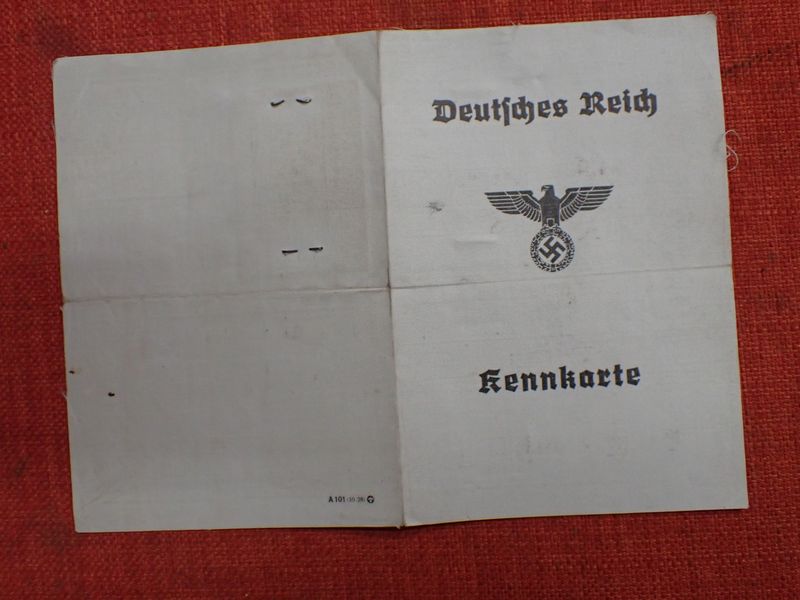 Deutſches Reich
Kennkarte
A 101